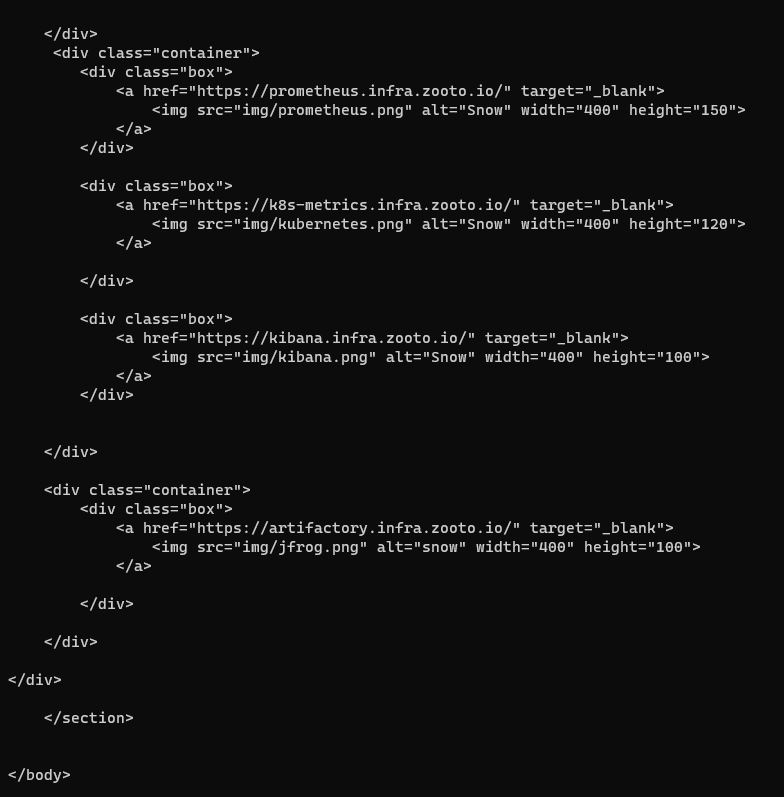 </div>
<div class="container">
<div class="box">
<a href="https://prometheus.infra.zooto.io/" target="_blank">
<img src="img/prometheus.png" alt="Snow" width="400" height="150">
</a>
</div>
<div class="box">
<a href="https://k8s-metrics.infra.zooto.io/" target="_blank">
<img src="img/kubernetes.png" alt="Snow" width="400" height="120">
</a>
</div>
<div class="box">
<a href="https://kibana.infra.zooto.io/" target="_blank">
<img src="img/kibana.png" alt="Snow" width="400" height="100">
</a>
</div>
</div>
<div class="container">
<div class="box">
<a href="https://artifactory.infra.zooto.io/" target="_blank">
<img src="img/jfrog.png" alt="snow" width="400" height="100">
</a>
</div>
</div>
</div>
</section>
</body>